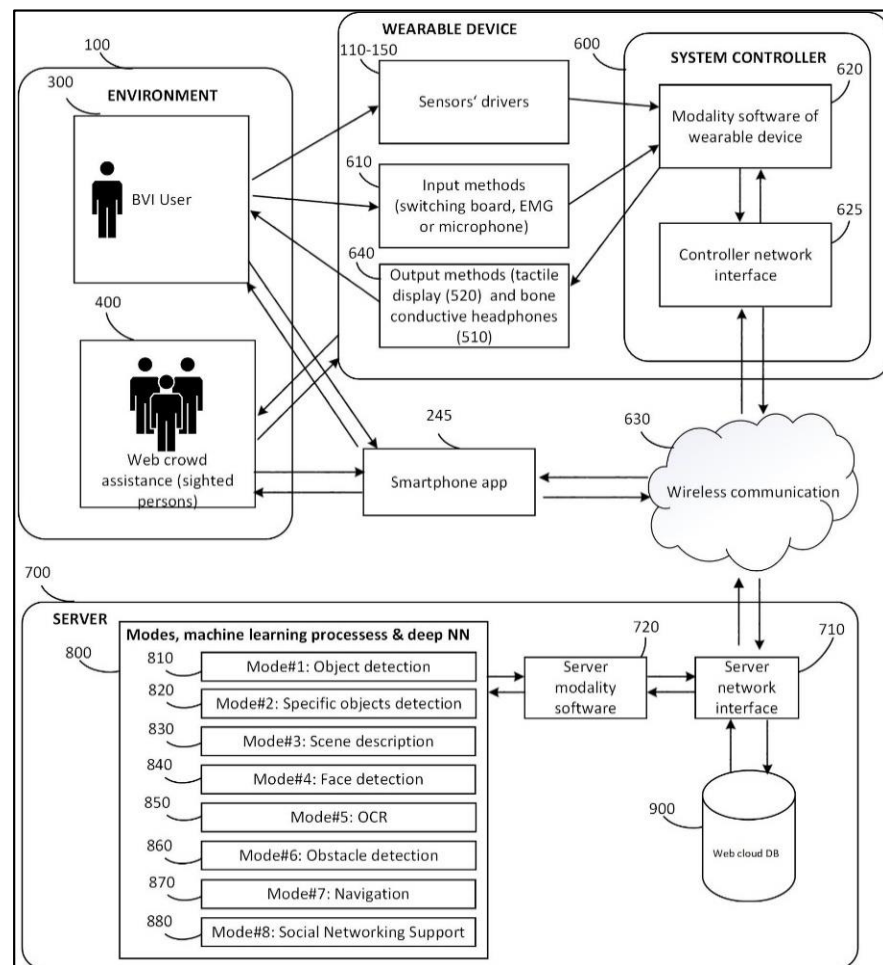 WEARABLE DEVICE
100
300
ENVIRONMENT
BVI User
400
Web crowd
assistance (sighted
persons)
110-150
Sensors‘ drivers
610
Input methods
(switching board, EMG
or microphone)
640
Output methods (tactile
display (520) and bone
conductive headphones
(510)
600
SYSTEM CONTROLLER
620
Modality software of
wearable device
625
Controller network
interface
245
Smartphone app
630
Wireless communication
700
SERVER
Modes, machine learning processess & deep NN
800
810
Mode#1: Object detection
820
Mode#2: Specific objects detection
830
Mode#3: Scene description
840
Mode#4: Face detection
850
Mode#5: OCR
860
Mode#6: Obstacle detection
870
Mode#7: Navigation
880
Mode#8: Social Networking Support
720
Server
modality
software
710
Server
network
interface
900
Web cloud DB